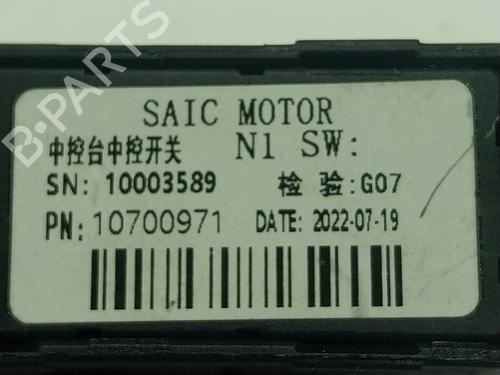 SAIC MOTOR
中控台中控开关 N1 SW:
SN: 10003589 检 验:G07
PN: 10700971 DATE: 2022-07-19
B-PARTS